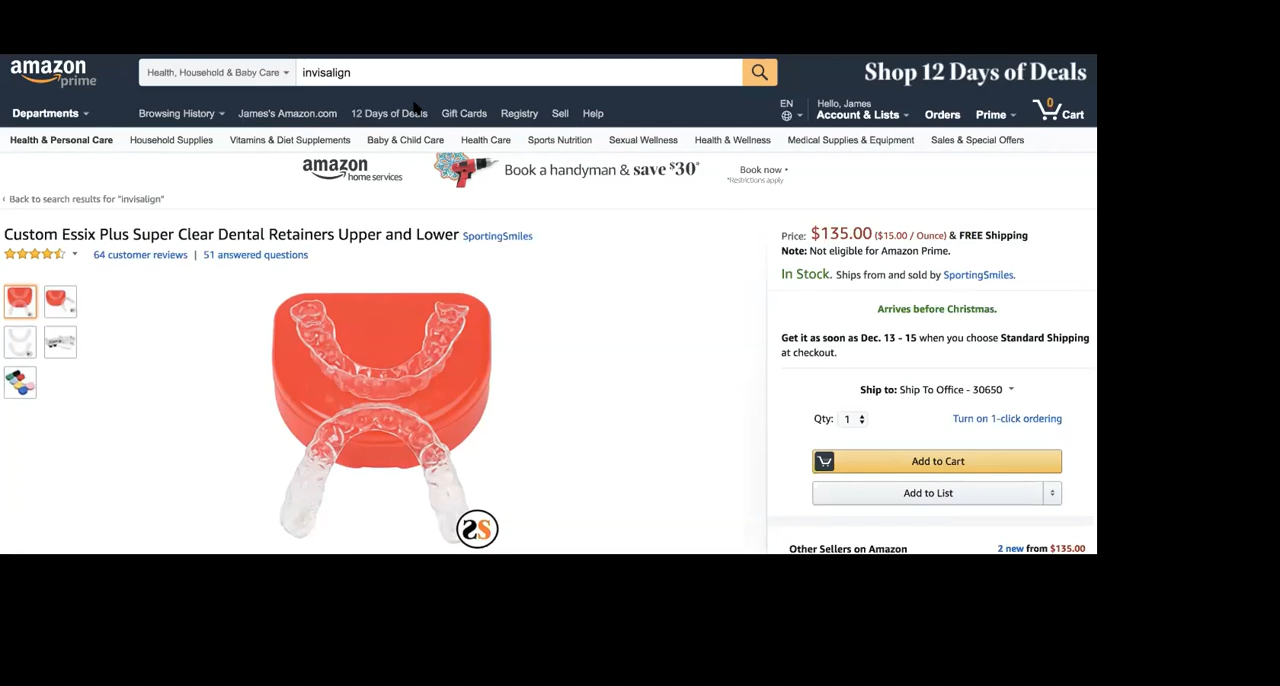 amazon prime
Health, Household & Baby Care
invisalign
Shop 12 Days of Deals
Departments
Browsing History
James's Amazon.com
12 Days of Deals
Gift Cards
Registry
Sell
Help
EN
Hello, James
Account & Lists
Orders
Prime
0
Cart
Health & Personal Care
Household Supplies
Vitamins & Diet Supplements
Baby & Child Care
Health Care
Sports Nutrition
Sexual Wellness
Health & Wellness
Medical Supplies & Equipment
Sales & Special Offers
amazon
home services
Book a handyman & save $30*
Book now
*Restrictions apply
‹ Back to search results for "invisalign"
Custom Essix Plus Super Clear Dental Retainers Upper and Lower SportingSmiles
64 customer reviews | 51 answered questions
SS
Price: $135.00 ($15.00 / Ounce) & FREE Shipping
Note: Not eligible for Amazon Prime.
In Stock. Ships from and sold by SportingSmiles.
Arrives before Christmas.
Get it as soon as Dec. 13 - 15 when you choose Standard Shipping
at checkout.
Ship to: Ship To Office - 30650
Qty: 1
Turn on 1-click ordering
Add to Cart
Add to List
Other Sellers on Amazon
2 new from $135.00